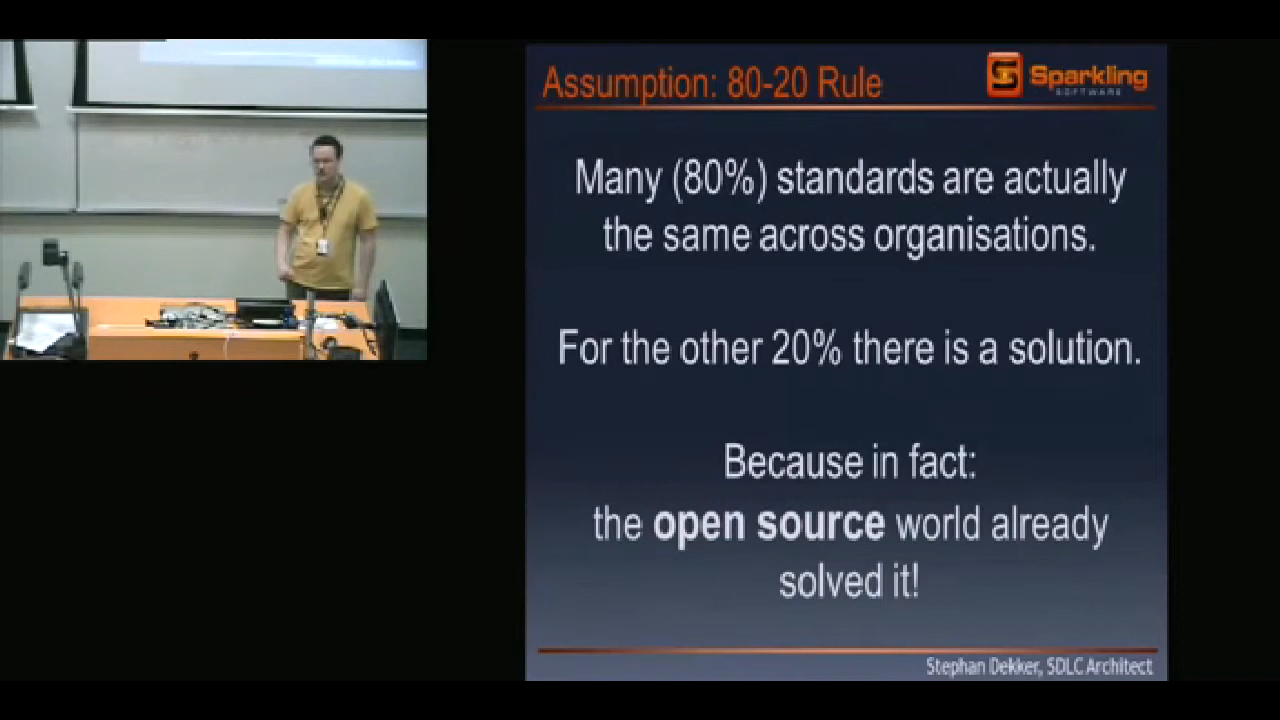 Assumption: 80-20 Rule
Sparkling
SOFTWARE
Many (80%) standards are actually
the same across organisations.
For the other 20% there is a solution.
Because in fact:
the open source world already
solved it!
Stephan Dekker, SDLC Architect